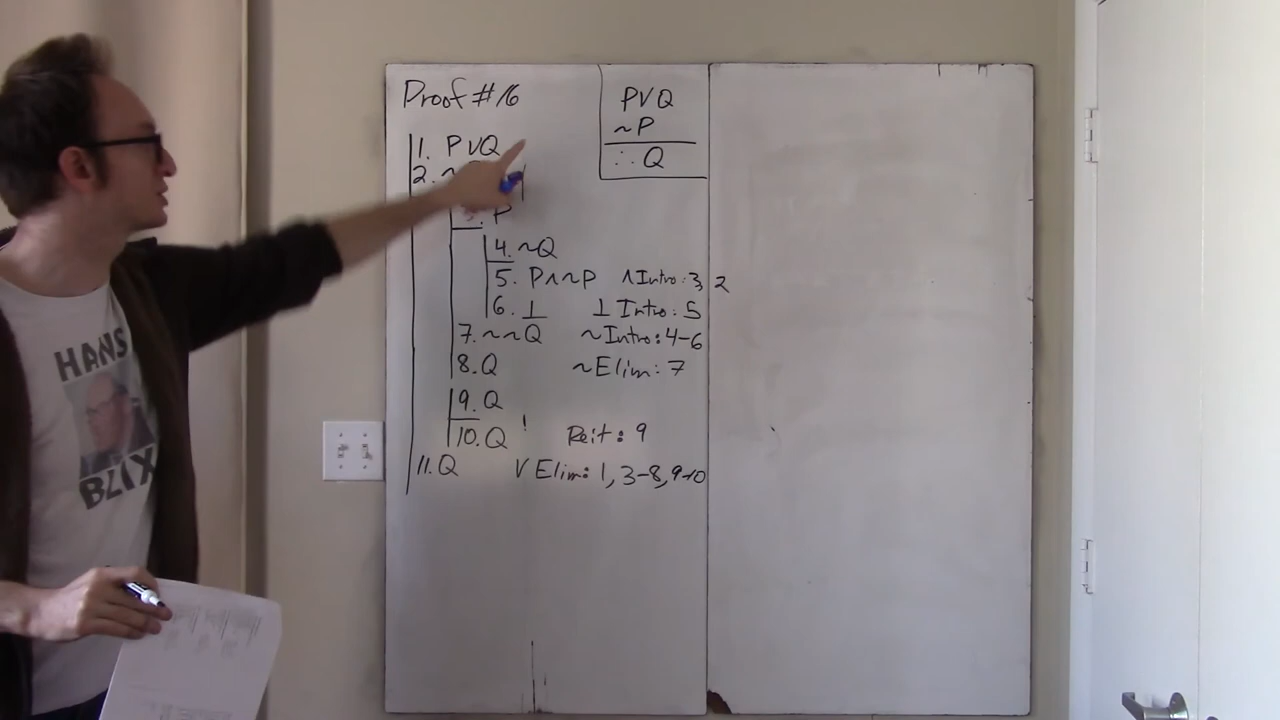 Proof #16
PVQ
~P
∴ Q
1. PVQ
2. ~
P
4. ~Q
5. P∧~P ∧Intro: 3, 2
6. ⊥ ⊥ Intro: 5
7. ~~Q ~Intro: 4-6
8. Q ~Elim: 7
9. Q
10. Q Reit: 9
11. Q V Elim: 1, 3-8, 9-10
HANS
BLIX